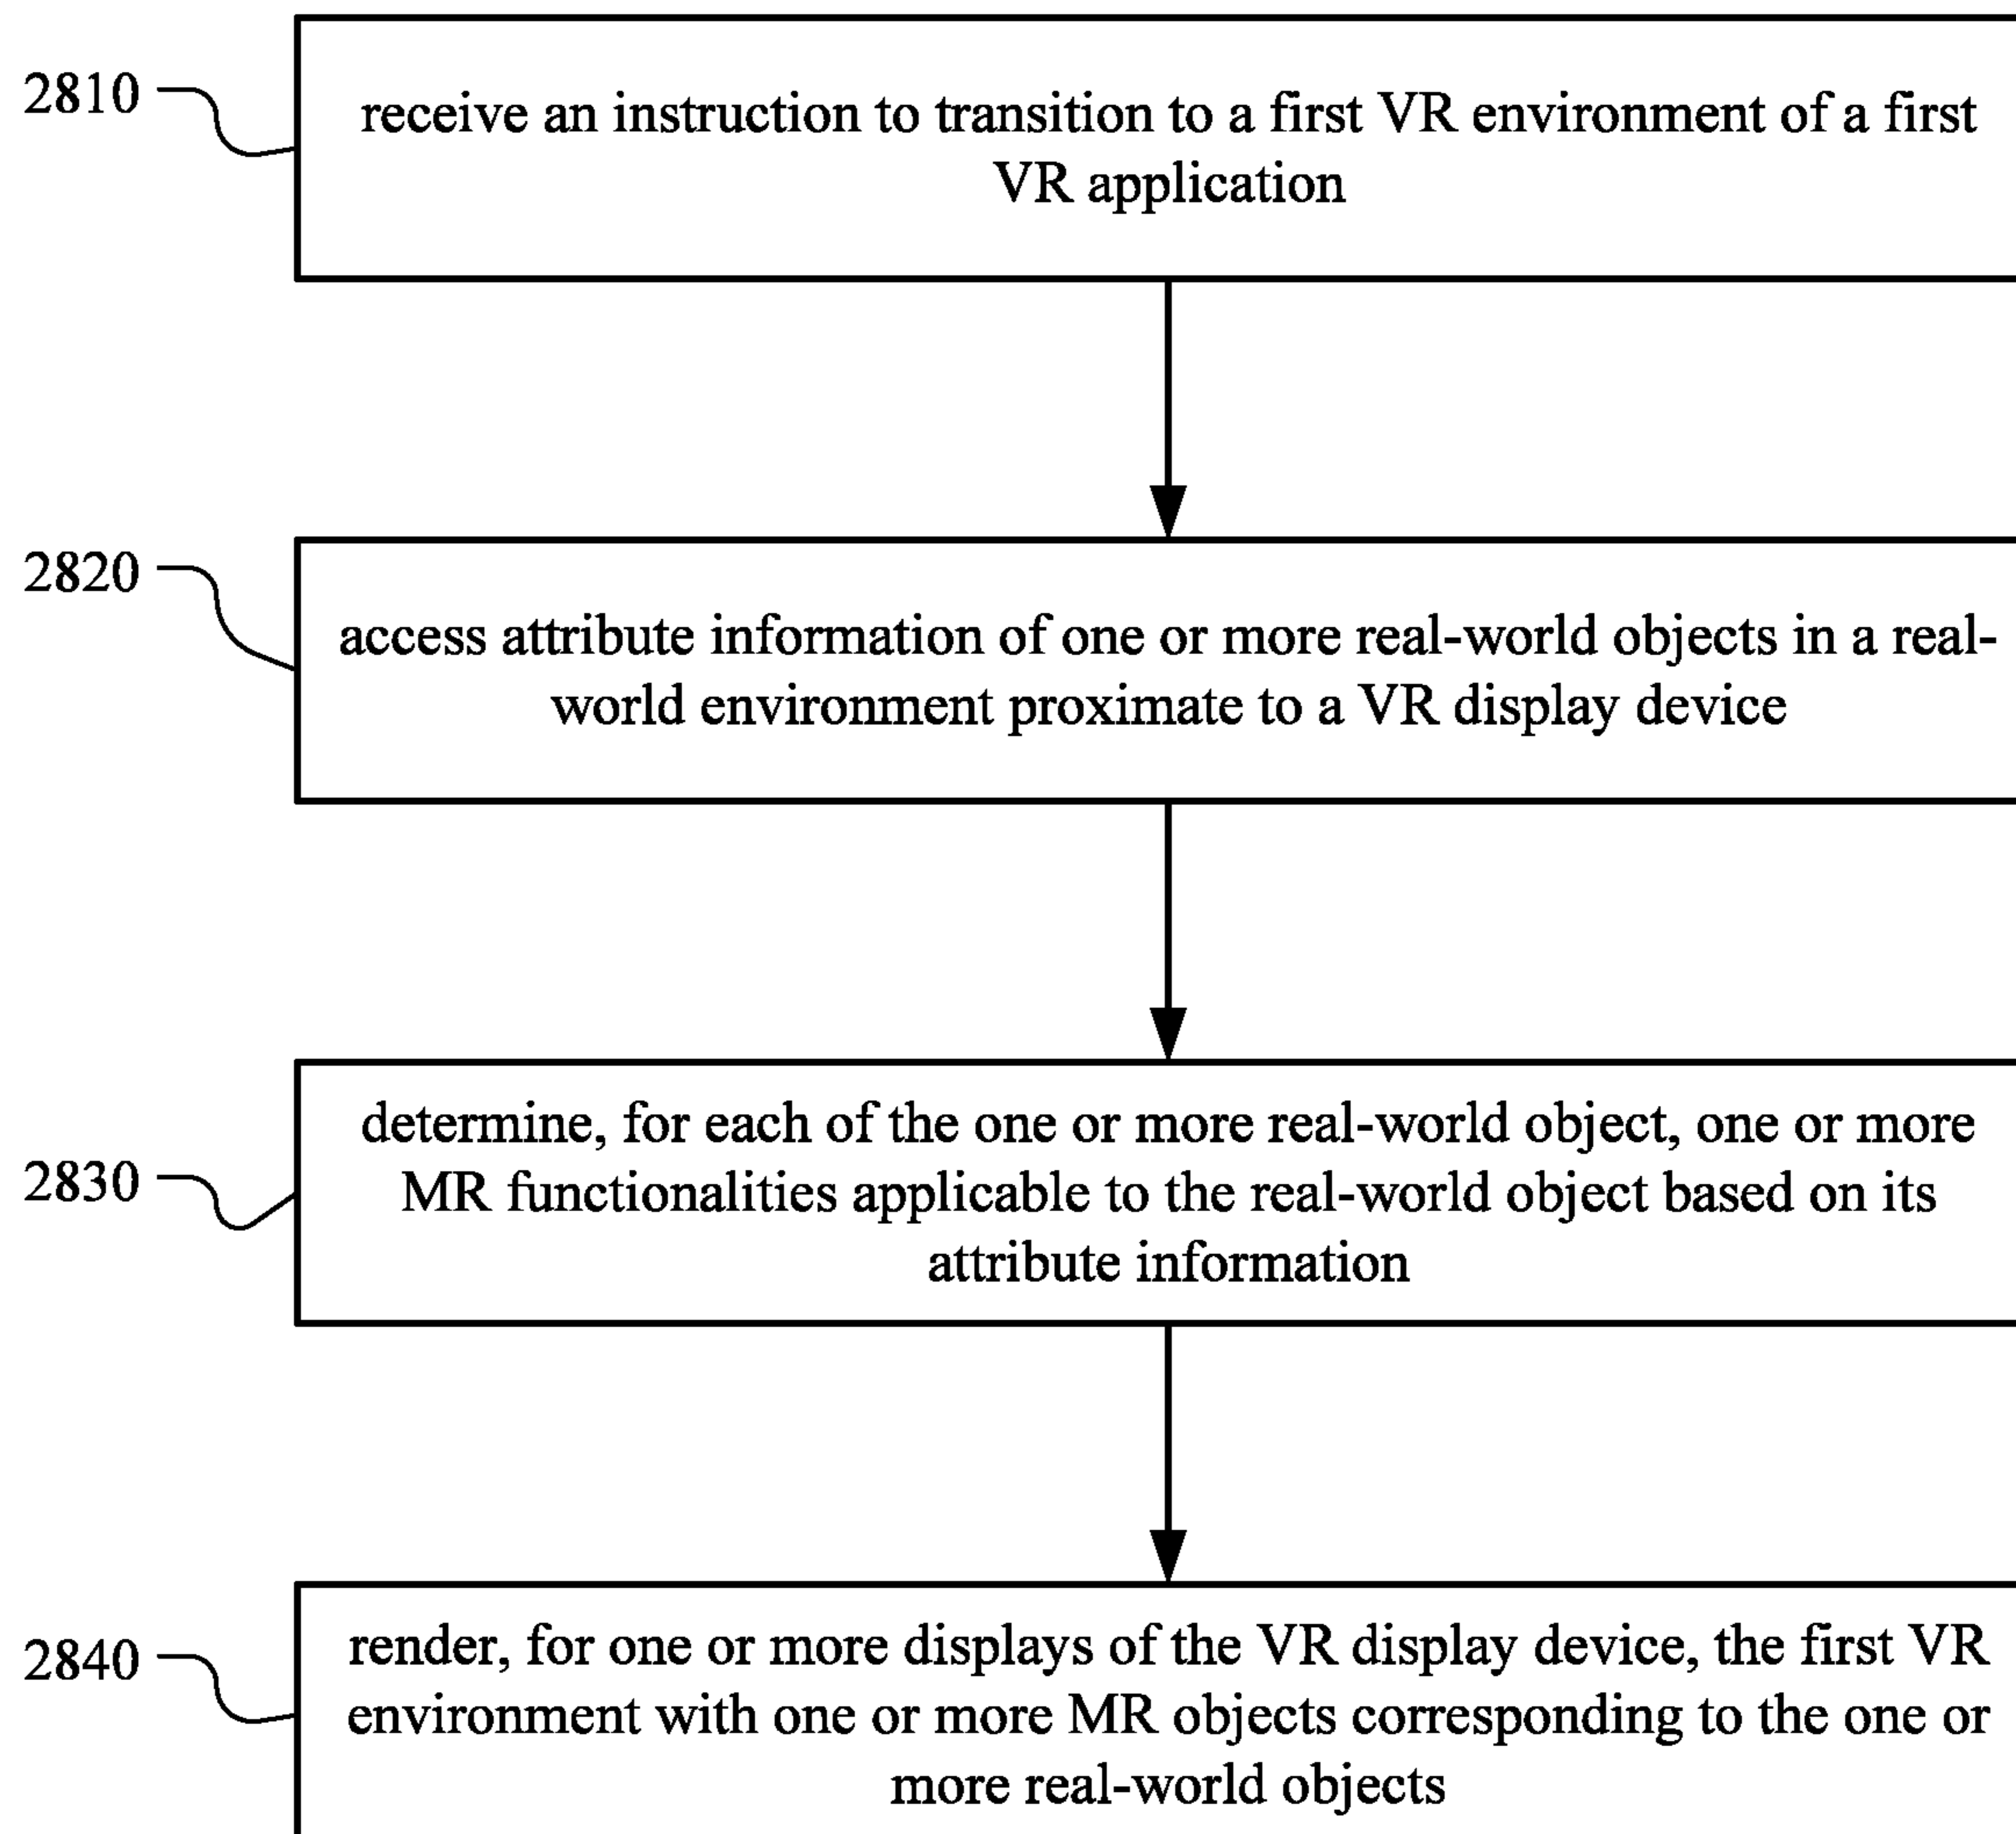 2810
receive an instruction to transition to a first VR environment of a first
VR application
2820
access attribute information of one or more real-world objects in a real-
world environment proximate to a VR display device
2830
determine, for each of the one or more real-world object, one or more
MR functionalities applicable to the real-world object based on its
attribute information
2840
render, for one or more displays of the VR display device, the first VR
environment with one or more MR objects corresponding to the one or
more real-world objects